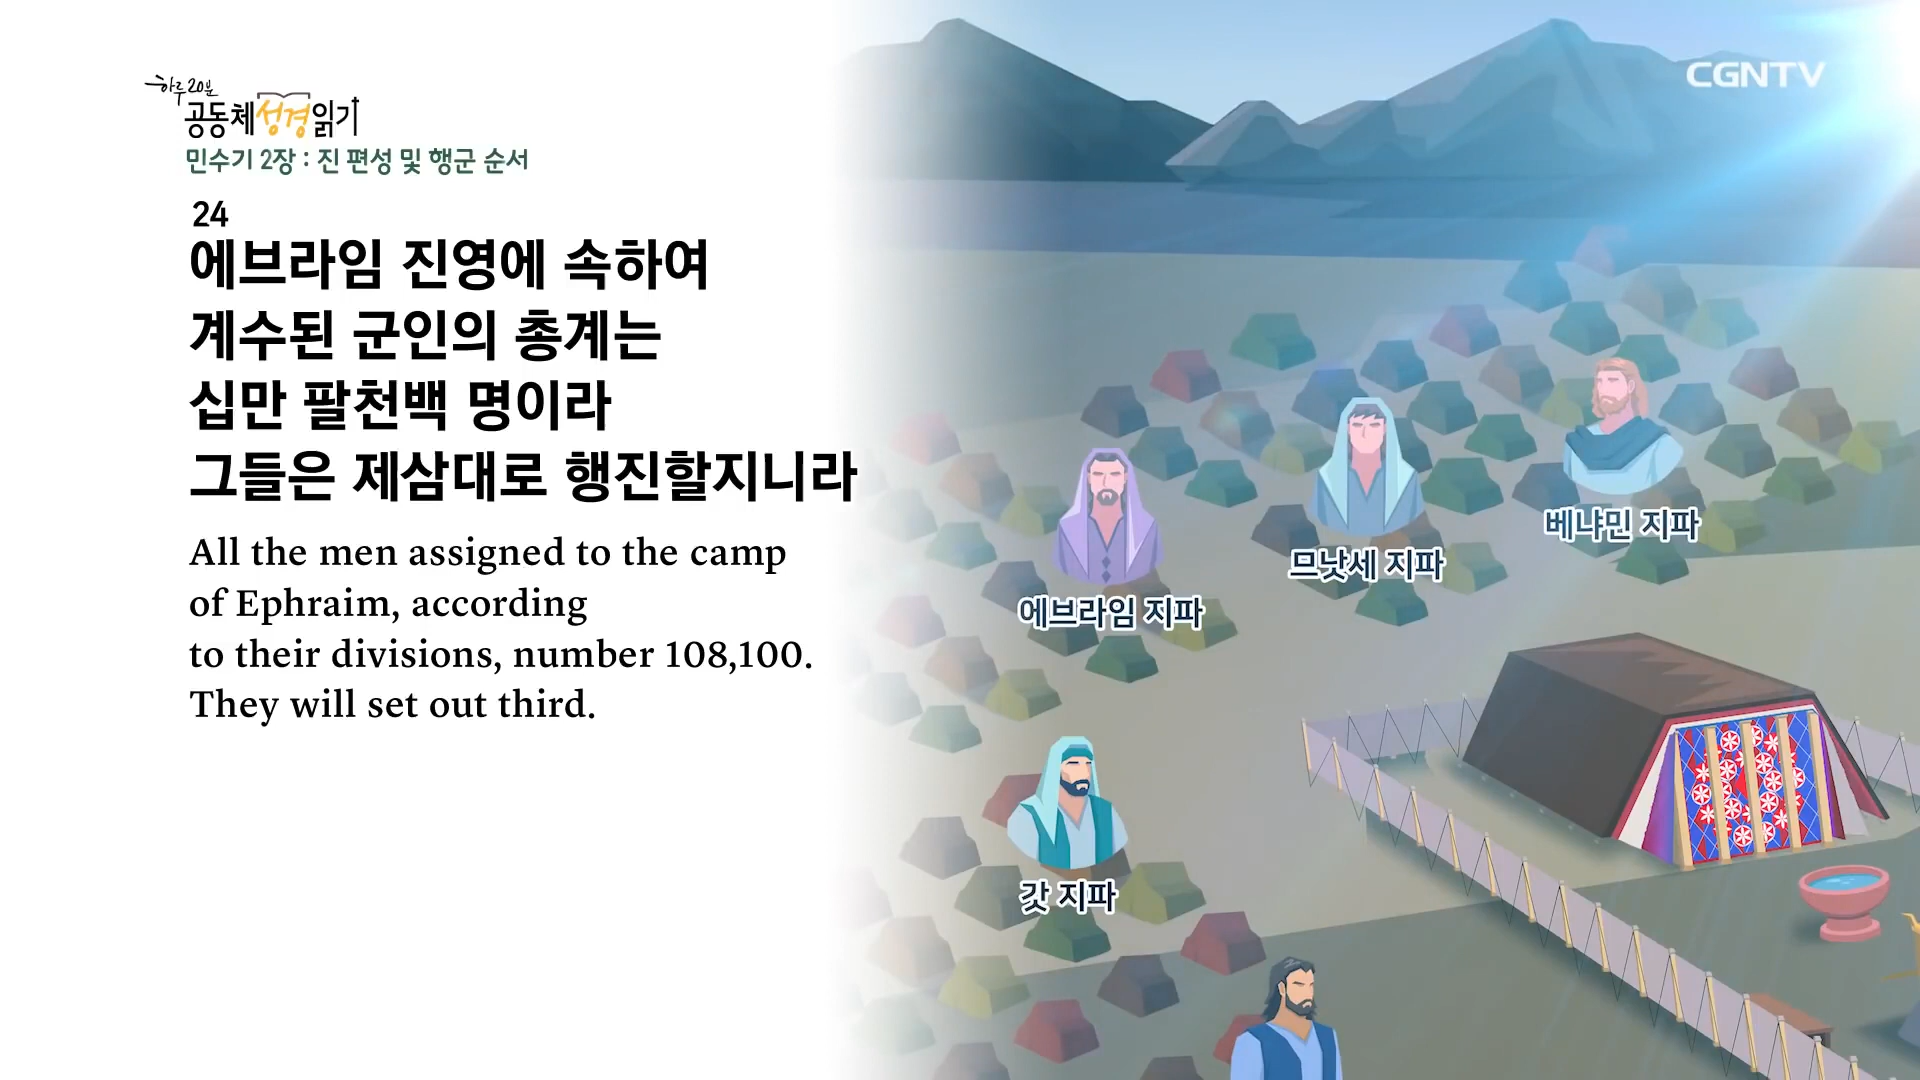 하루 20분
공동체성경읽기
CGNTV
민수기 2장 : 진 편성 및 행군 순서
24
에브라임 진영에 속하여
계수된 군인의 총계는
십만 팔천백 명이라
그들은 제삼대로 행진할지니라
All the men assigned to the camp
of Ephraim, according
to their divisions, number 108,100.
They will set out third.
베냐민 지파
므낫세 지파
에브라임 지파
갓 지파